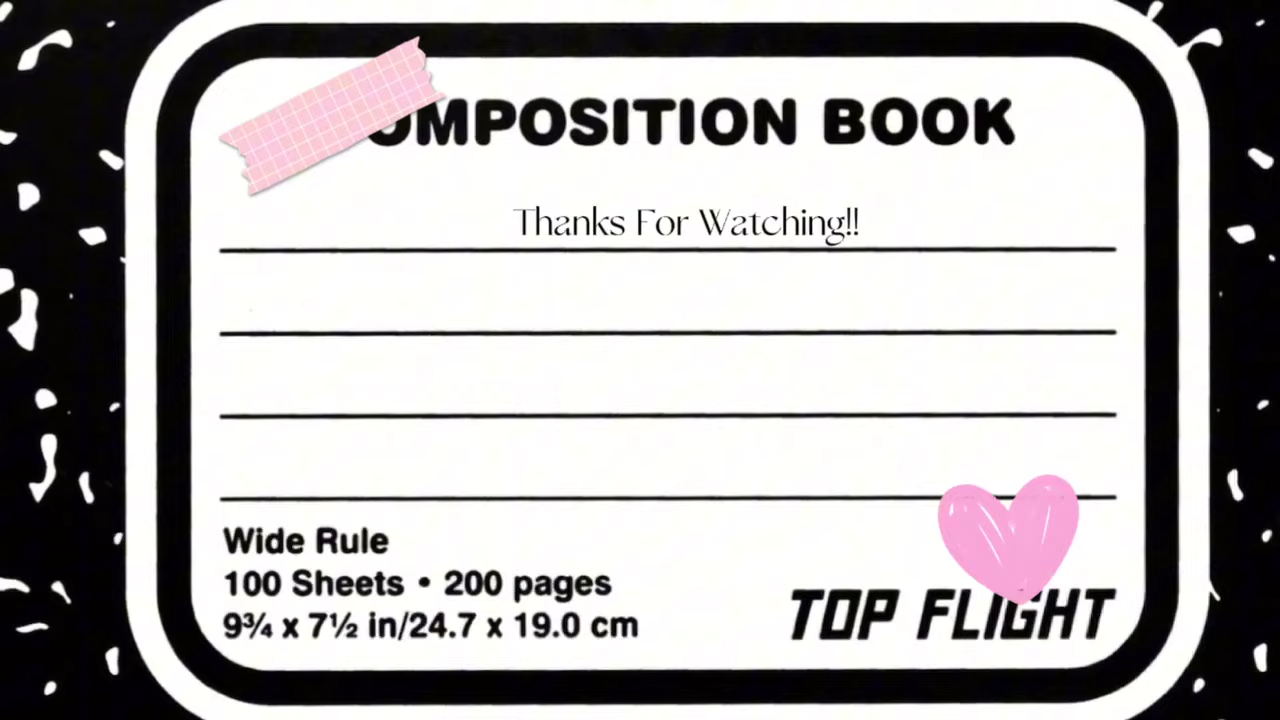 OMPOSITION BOOK
Thanks For Watching!!
Wide Rule
100 Sheets • 200 pages
9¾ x 7½ in/24.7 x 19.0 cm
TOP FLIGHT